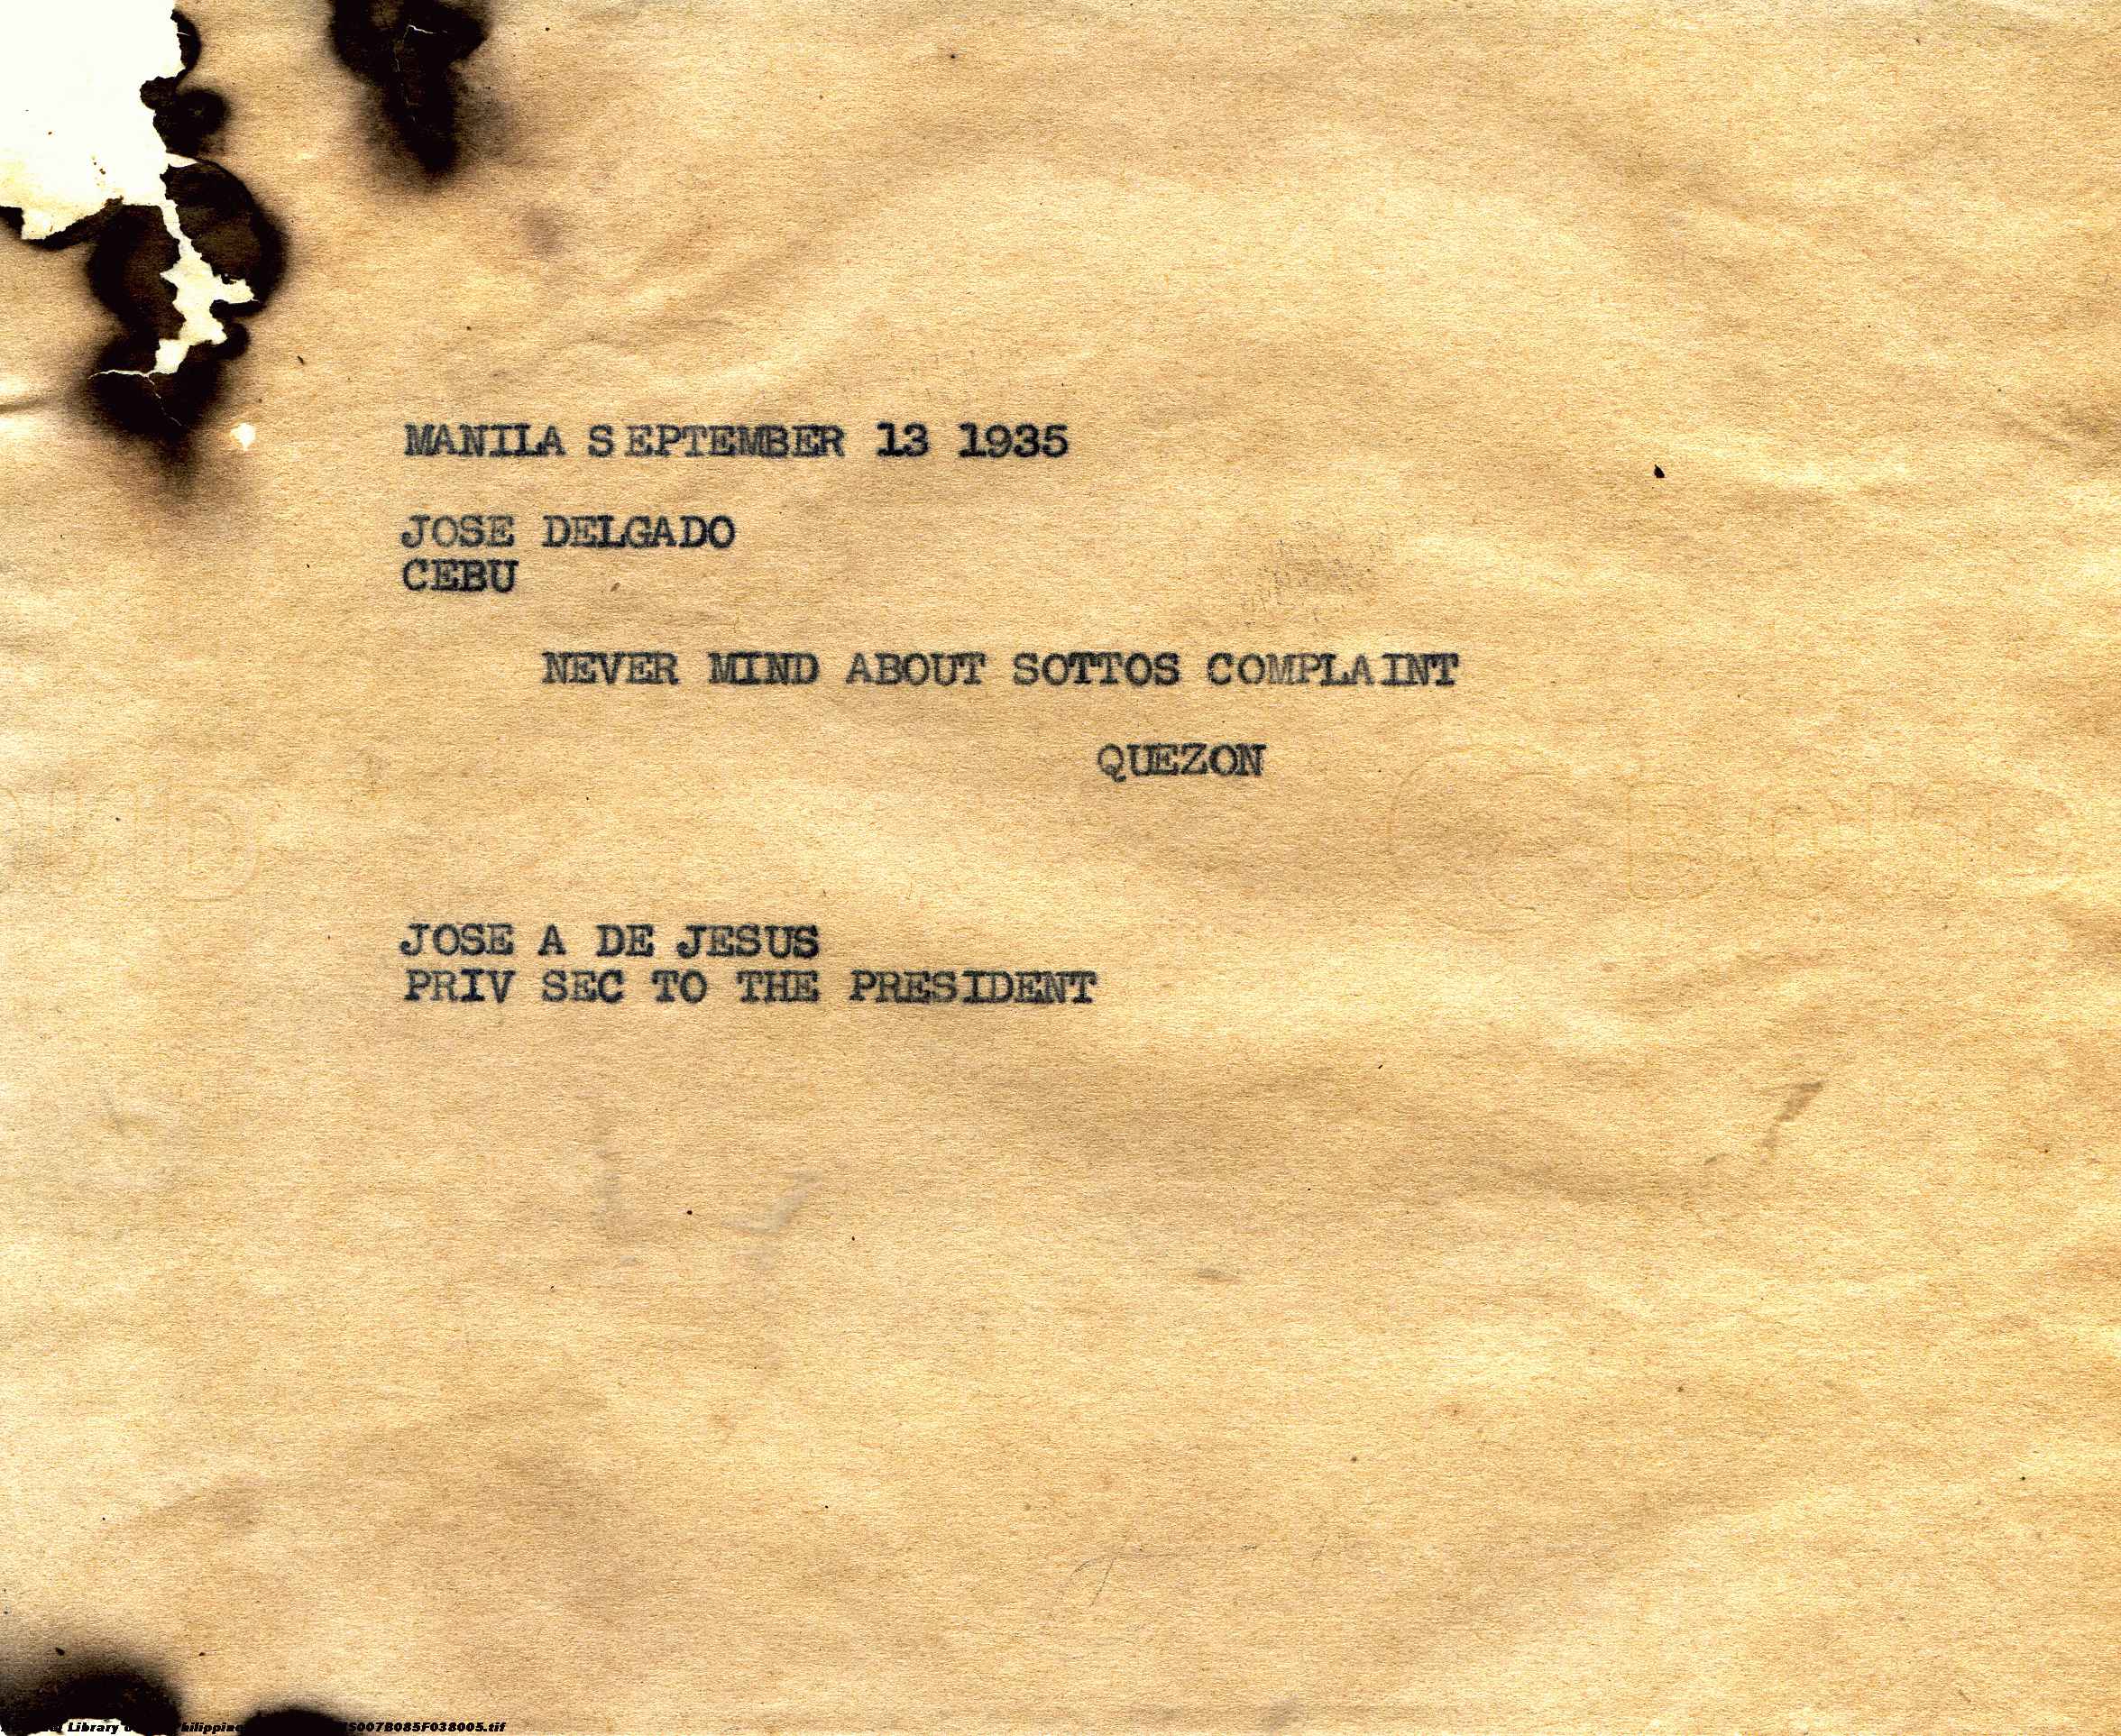 MANILA SEPTEMBER 13 1935
JOSE DELGADO
CEBU
NEVER MIND ABOUT SOTTOS COMPLAINT
QUEZON
JOSE A DE JESUS
PRIV SEC TO THE PRESIDENT
Library